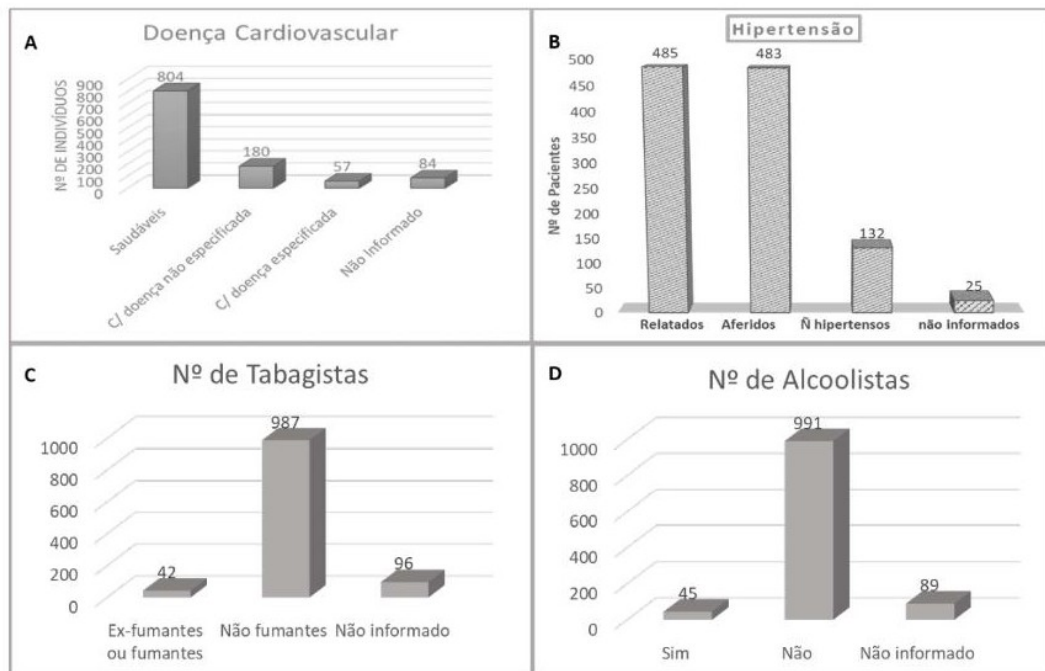 A
Doença Cardiovascular
Nº DE INDIVÍDUOS
900
800
700
600
500
400
300
200
100
0
804
180
57
84
Saudáveis
C/ doença não especificada
C/ doença especificada
Não informado
B
Hipertensão
Nº de Pacientes
500
450
400
350
300
250
200
150
100
50
0
485
483
132
25
Relatados
Aferidos
Ñ hipertensos
não informados
C
Nº de Tabagistas
1000
800
600
400
200
0
42
987
96
Ex-fumantes
ou fumantes
Não fumantes
Não informado
D
Nº de Alcoolistas
1000
800
600
400
200
0
45
991
89
Sim
Não
Não informado